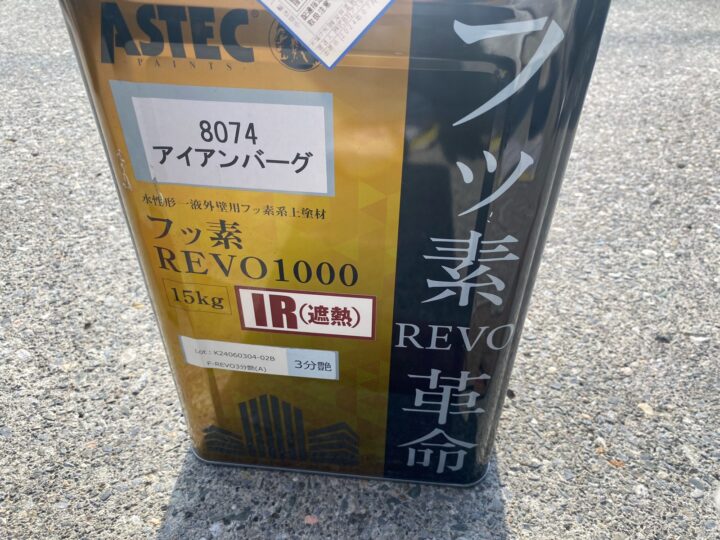 ASTEC
PAINTS
8074
アイアンバーグ
水性形一液外壁用フッ素系上塗材
フッ素
REVO1000
15kg
IR(遮熱)
Lot: K24060304-02B
F-REVO3分艶(A)
3分艶
フッ素
REVO
革命